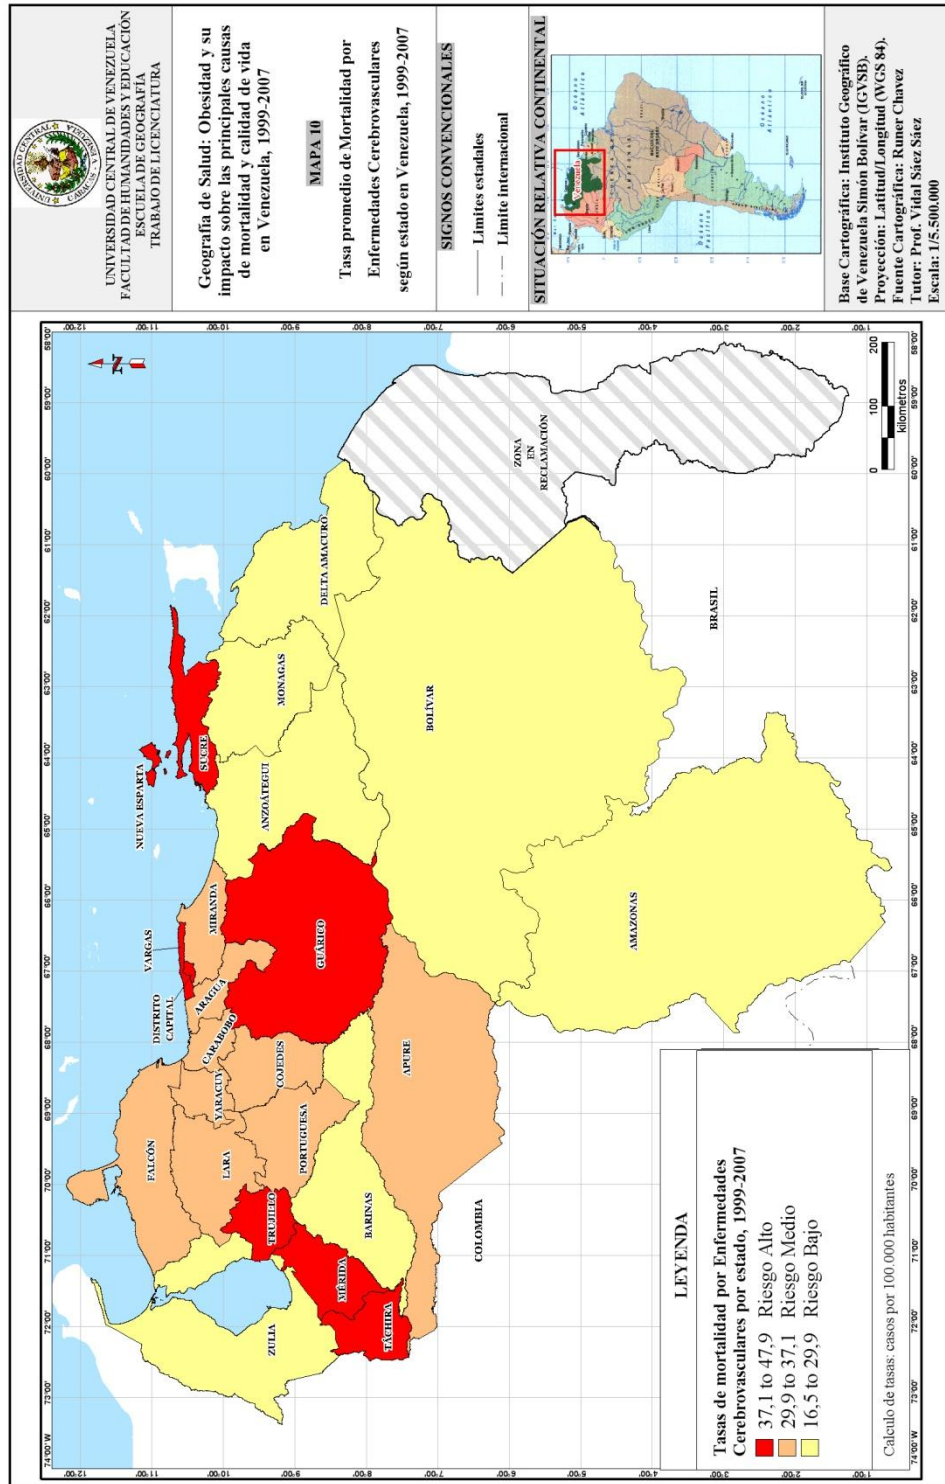 UNIVERSIDAD CENTRAL DE VENEZUELA
FACULTAD DE HUMANIDADES Y EDUCACIÓN
ESCUELA DE GEOGRAFÍA
TRABAJO DE LICENCIATURA
Geografía de Salud: Obesidad y su
impacto sobre las principales causas
de mortalidad y calidad de vida
en Venezuela, 1999-2007
MAPA 10
Tasa promedio de Mortalidad por
Enfermedades Cerebrovasculares
según estado en Venezuela, 1999-2007
SIGNOS CONVENCIONALES
Limites estadales
Limite internacional
SITUACIÓN RELATIVA CONTINENTAL
Venezuela
Océano
Atlántico
Océano
Pacífico
Océano
Atlántico
Base Cartográfica: Instituto Geográfico
de Venezuela Simón Bolívar (IGVSB).
Proyección: Latitud/Longitud (WGS 84).
Fuente Cartográfica: Runer Chavez
Tutor: Prof. Vidal Sáez Sáez
Escala: 1/5.500.000
N
12°00'
11°00'
10°00'
9°00'
8°00'
7°00'
6°00'
5°00'
4°00'
3°00'
2°00'
1°00'
74°00' W
73°00'
72°00'
71°00'
70°00'
69°00'
68°00'
67°00'
66°00'
65°00'
64°00'
63°00'
62°00'
61°00'
60°00'
59°00'
58°00'
NUEVA ESPARTA
VARGAS
DISTRITO
CAPITAL
SUCRE
FALCÓN
MIRANDA
ARAGUA
CARABOBO
YARACUY
LARA
ZULIA
TRUJILLO
PORTUGUESA
COJEDES
GUÁRICO
ANZOÁTEGUI
MONAGAS
DELTA AMACURO
MÉRIDA
BARINAS
TÁCHIRA
APURE
BOLÍVAR
AMAZONAS
ZONA
EN
RECLAMACIÓN
COLOMBIA
BRASIL
LEYENDA
Tasas de mortalidad por Enfermedades
Cerebrovasculares por estado, 1999-2007
37,1 to 47,9 Riesgo Alto
29,9 to 37,1 Riesgo Medio
16,5 to 29,9 Riesgo Bajo
Calculo de tasas: casos por 100.000 habitantes
0 100 200
kilometros